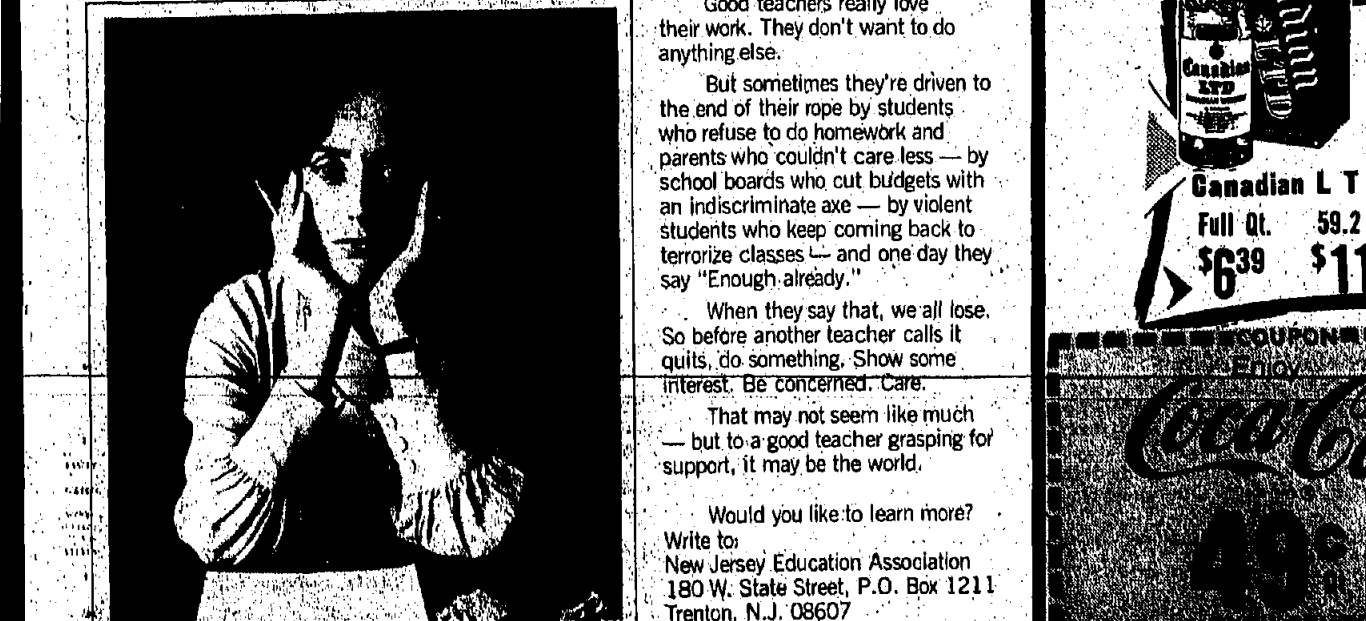 Good teachers really love
their work. They don't want to do
anything else.
But sometimes they're driven to
the end of their rope by students
who refuse to do homework and
parents who couldn't care less — by
school boards who cut budgets with
an indiscriminate axe — by violent
students who keep coming back to
terrorize classes — and one day they
say "Enough already."
When they say that, we all lose.
So before another teacher calls it
quits, do something. Show some
interest. Be concerned. Care.
That may not seem like much
— but to a good teacher grasping for
support, it may be the world.
Would you like to learn more?
Write to:
New Jersey Education Association
180 W. State Street, P.O. Box 1211
Trenton, N.J. 08607
Canadian
LTD
Canadian L T
Full Qt. 59.2
$6.39 $11
COUPON
Enjoy
Coca-C
49¢